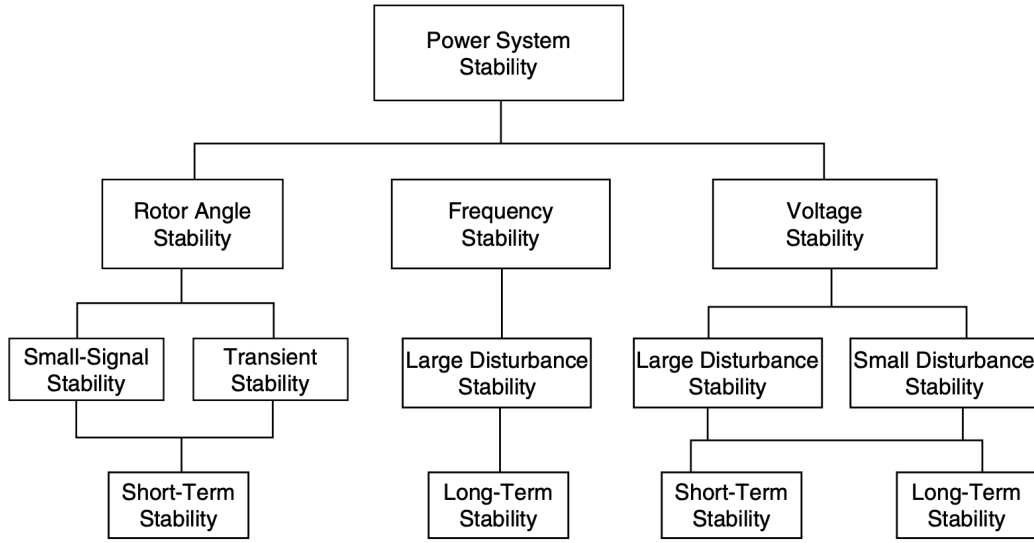 Power System
Stability
Rotor Angle
Stability
Frequency
Stability
Voltage
Stability
Small-Signal
Stability
Transient
Stability
Large Disturbance
Stability
Large Disturbance
Stability
Small Disturbance
Stability
Short-Term
Stability
Long-Term
Stability
Short-Term
Stability
Long-Term
Stability